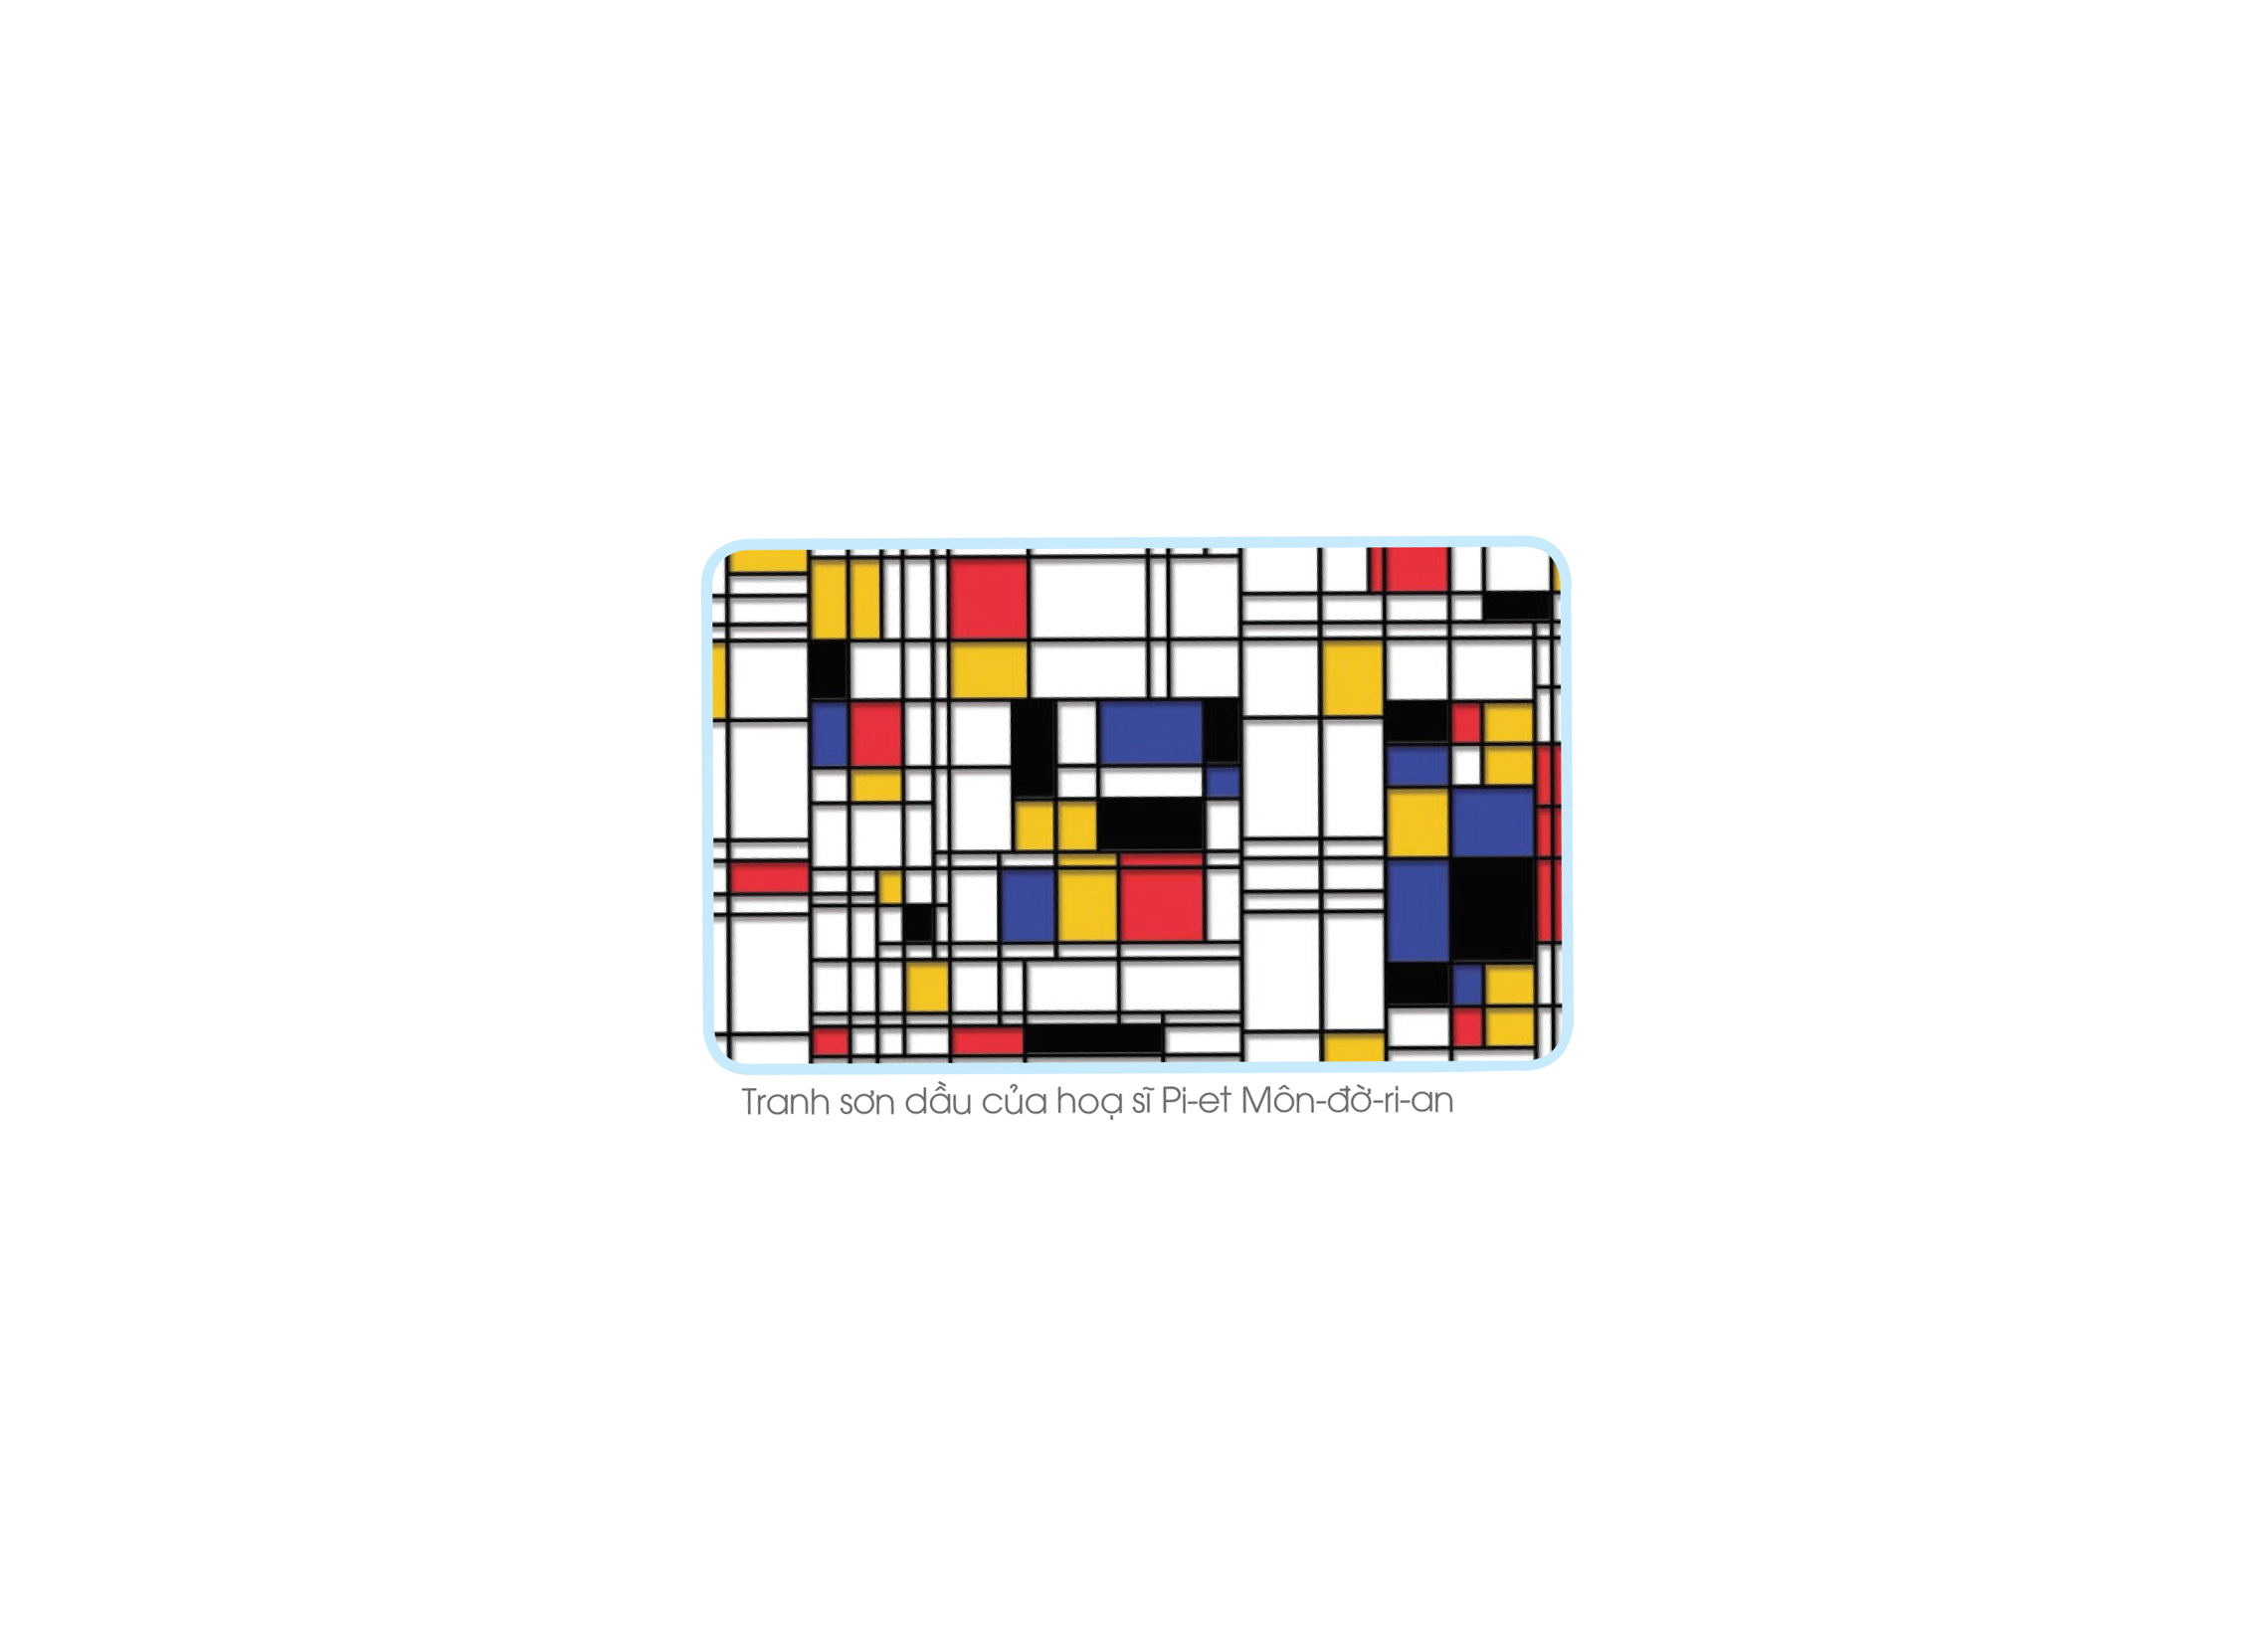 Tranh sơn dầu của hoạ sĩ Pi-et Môn-đờ-ri-an